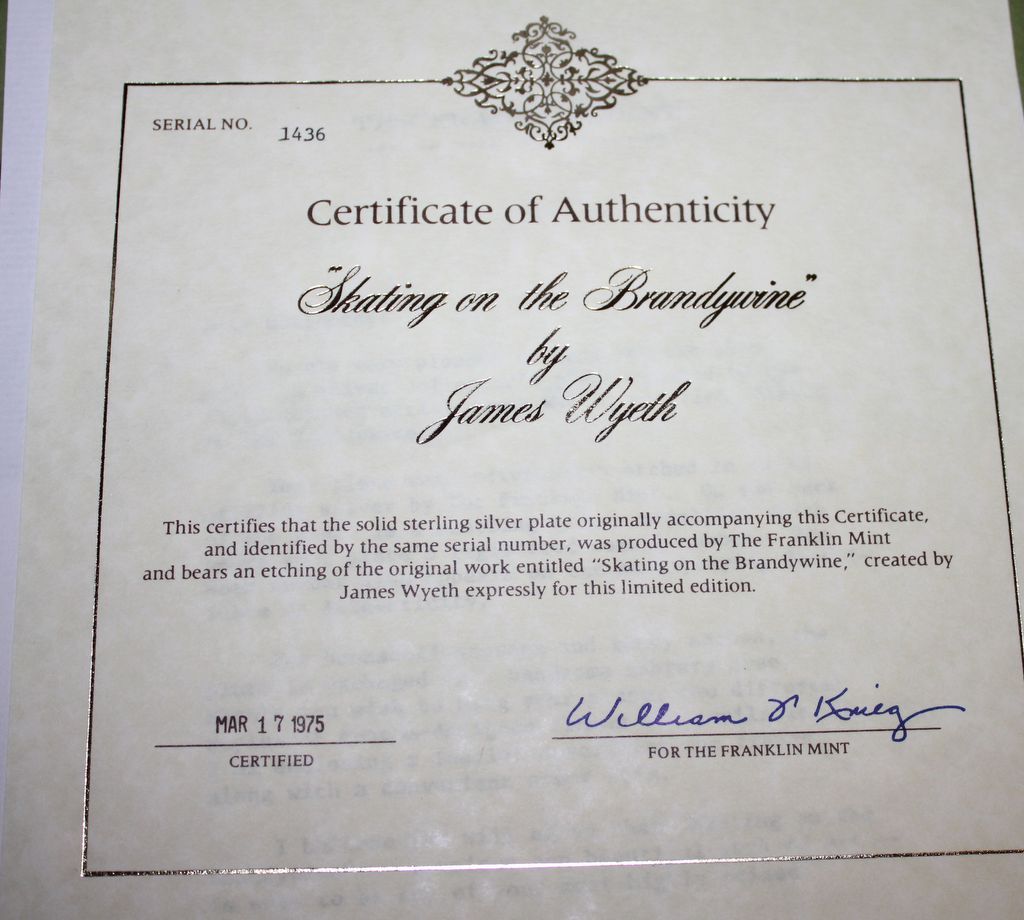 SERIAL NO. 1436
Certificate of Authenticity
"Skating on the Brandywine"
by
James Wyeth
This certifies that the solid sterling silver plate originally accompanying this Certificate,
and identified by the same serial number, was produced by The Franklin Mint
and bears an etching of the original work entitled "Skating on the Brandywine," created by
James Wyeth expressly for this limited edition.
MAR 17 1975
CERTIFIED
William F Krieg
FOR THE FRANKLIN MINT